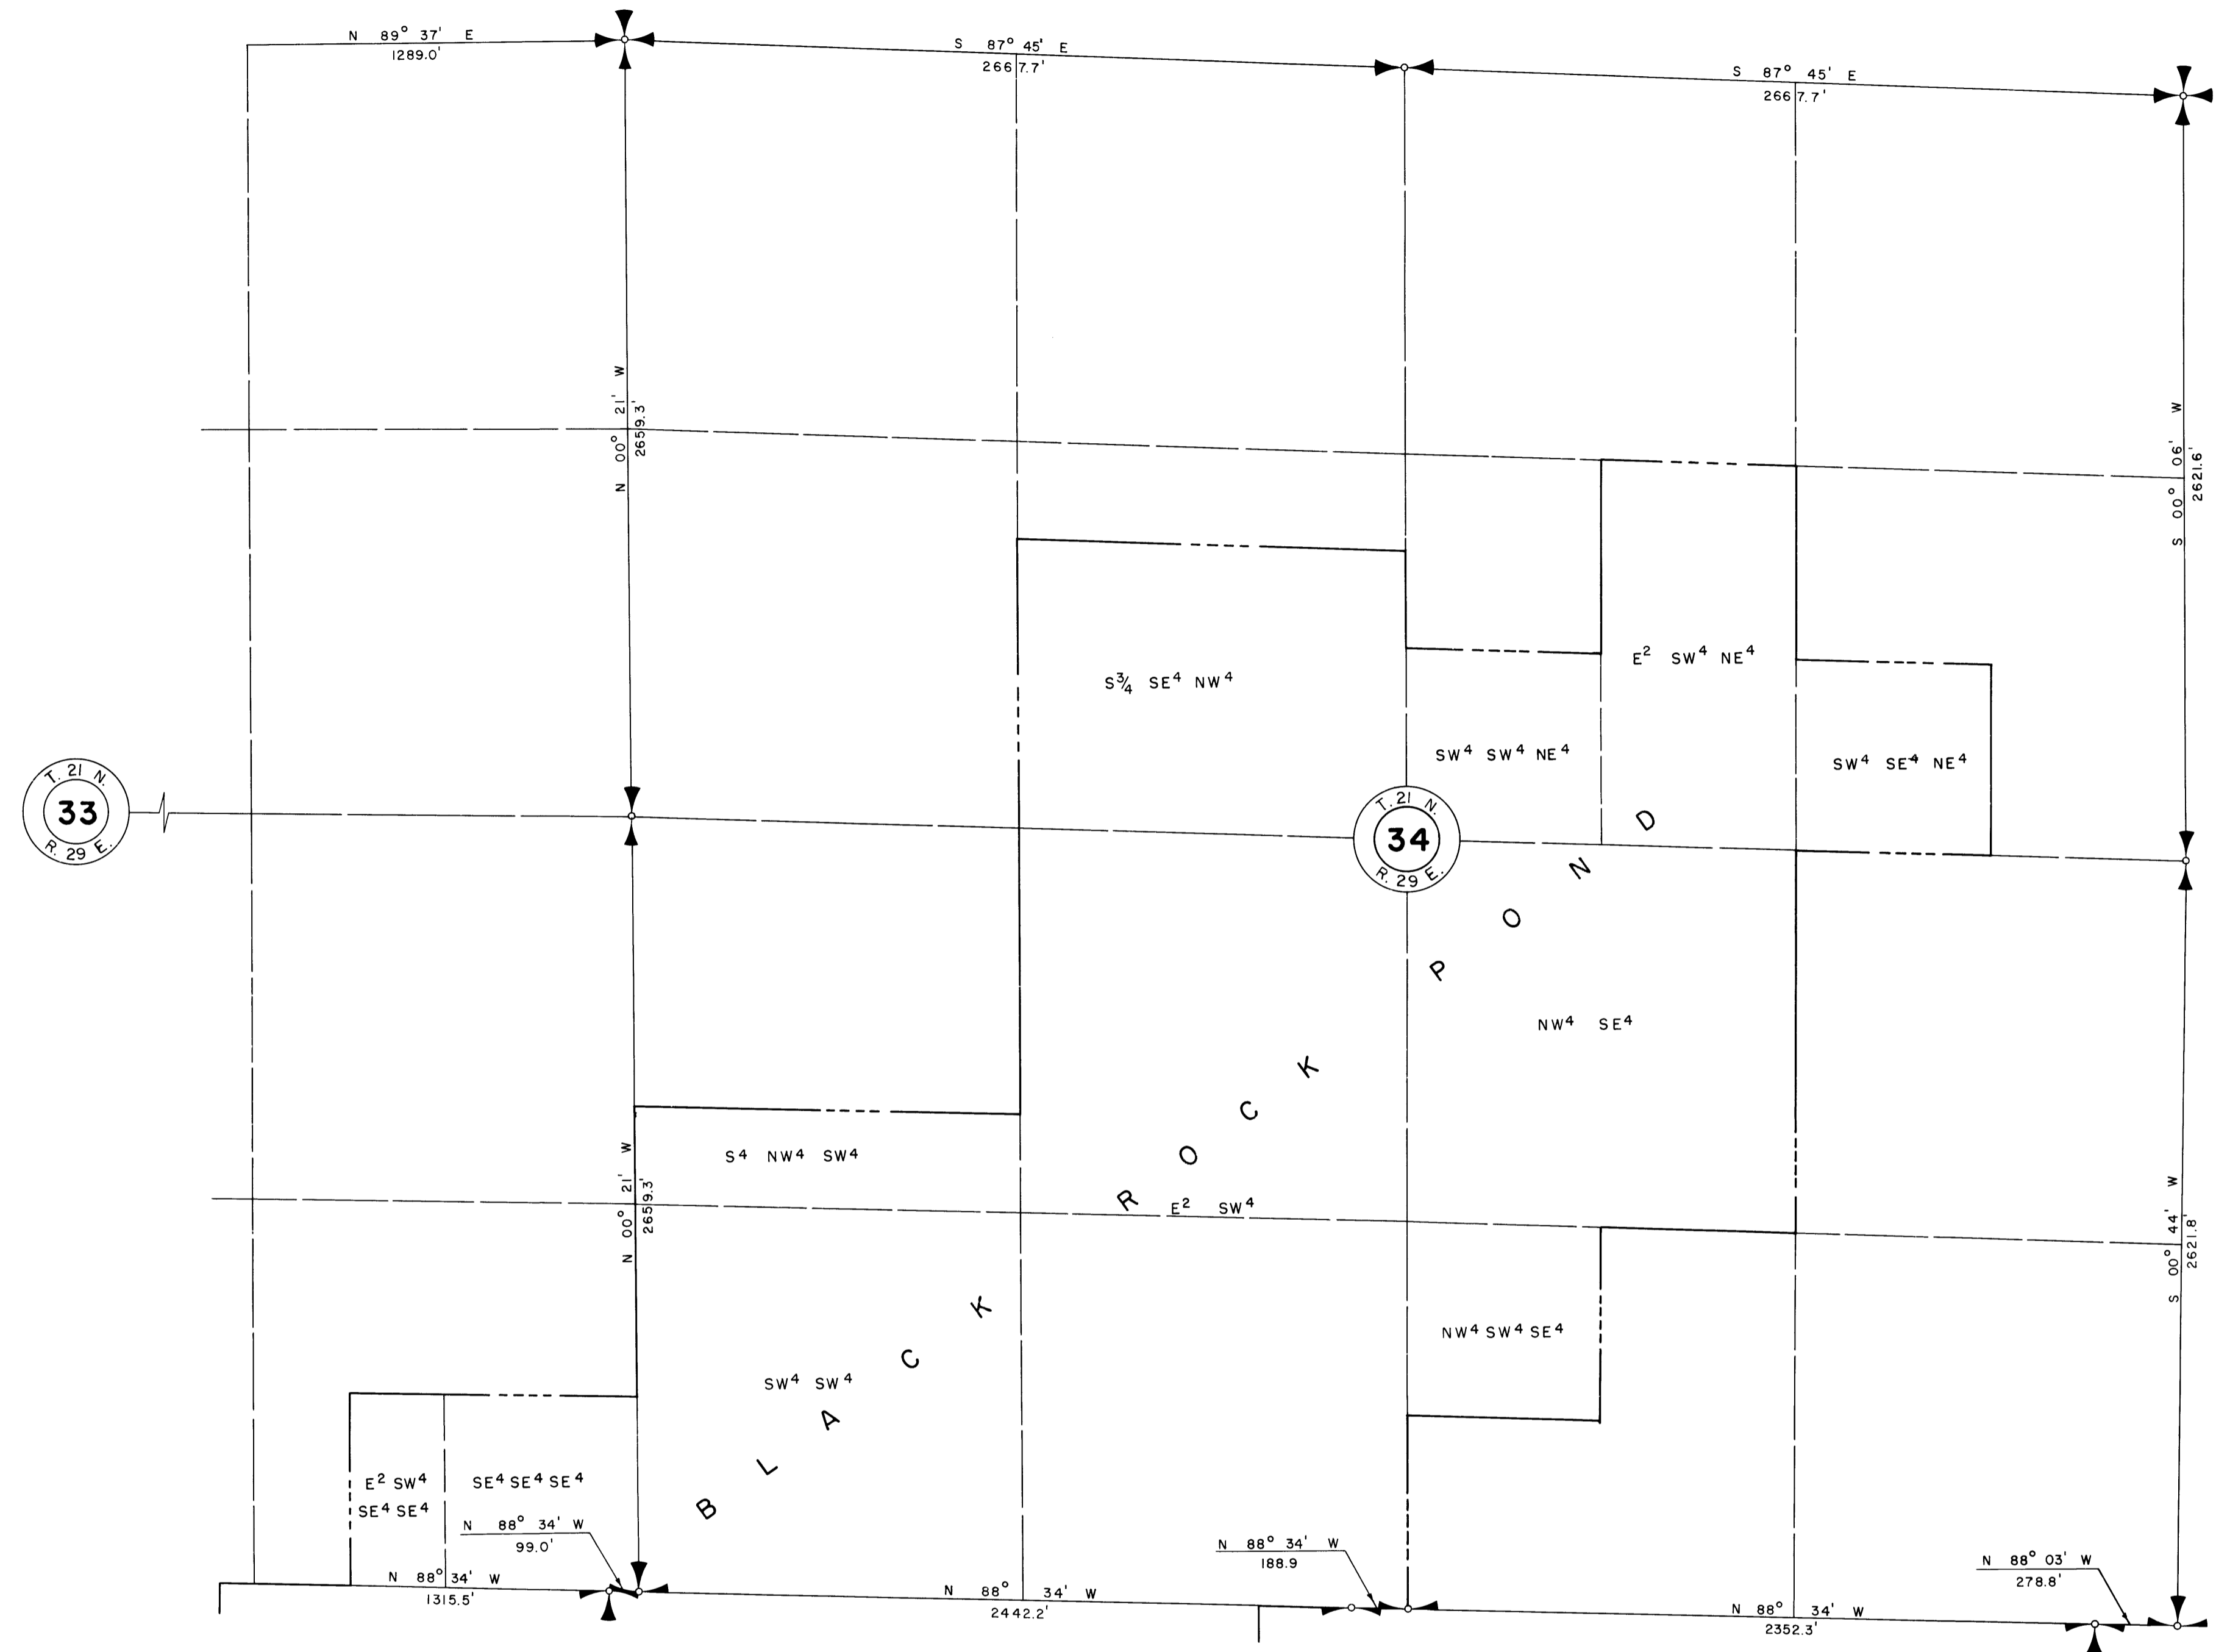 N 89° 37' E
1289.0'
S 87° 45' E
2667.7'
S 87° 45' E
2667.7'
N 00° 21' W
2659.3'
S 00° 06' W
2621.6'
S¾ SE⁴ NW⁴
E² SW⁴ NE⁴
SW⁴ SW⁴ NE⁴
SW⁴ SE⁴ NE⁴
T. 21 N.
33
R. 29 E.
T. 21 N.
34
R. 29 E.
BLACK ROCK POND
NW⁴ SE⁴
S⁴ NW⁴ SW⁴
N 00° 21' W
2659.3'
E² SW⁴
S 00° 44' W
2621.8'
NW⁴ SW⁴ SE⁴
SW⁴ SW⁴
E² SW⁴
SE⁴ SE⁴
SE⁴ SE⁴ SE⁴
N 88° 34' W
99.0'
N 88° 34' W
188.9
N 88° 03' W
278.8'
N 88° 34' W
1315.5'
N 88° 34' W
2442.2'
N 88° 34' W
2352.3'